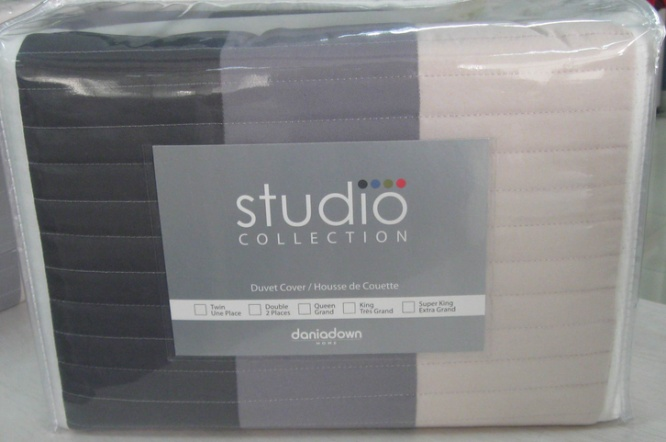 studio
COLLECTION
Duvet Cover / Housse de Couette
Twin Double Queen King Super King
Une Place 2 Places Grand Très Grand Extra Grand
daniadown
HOME